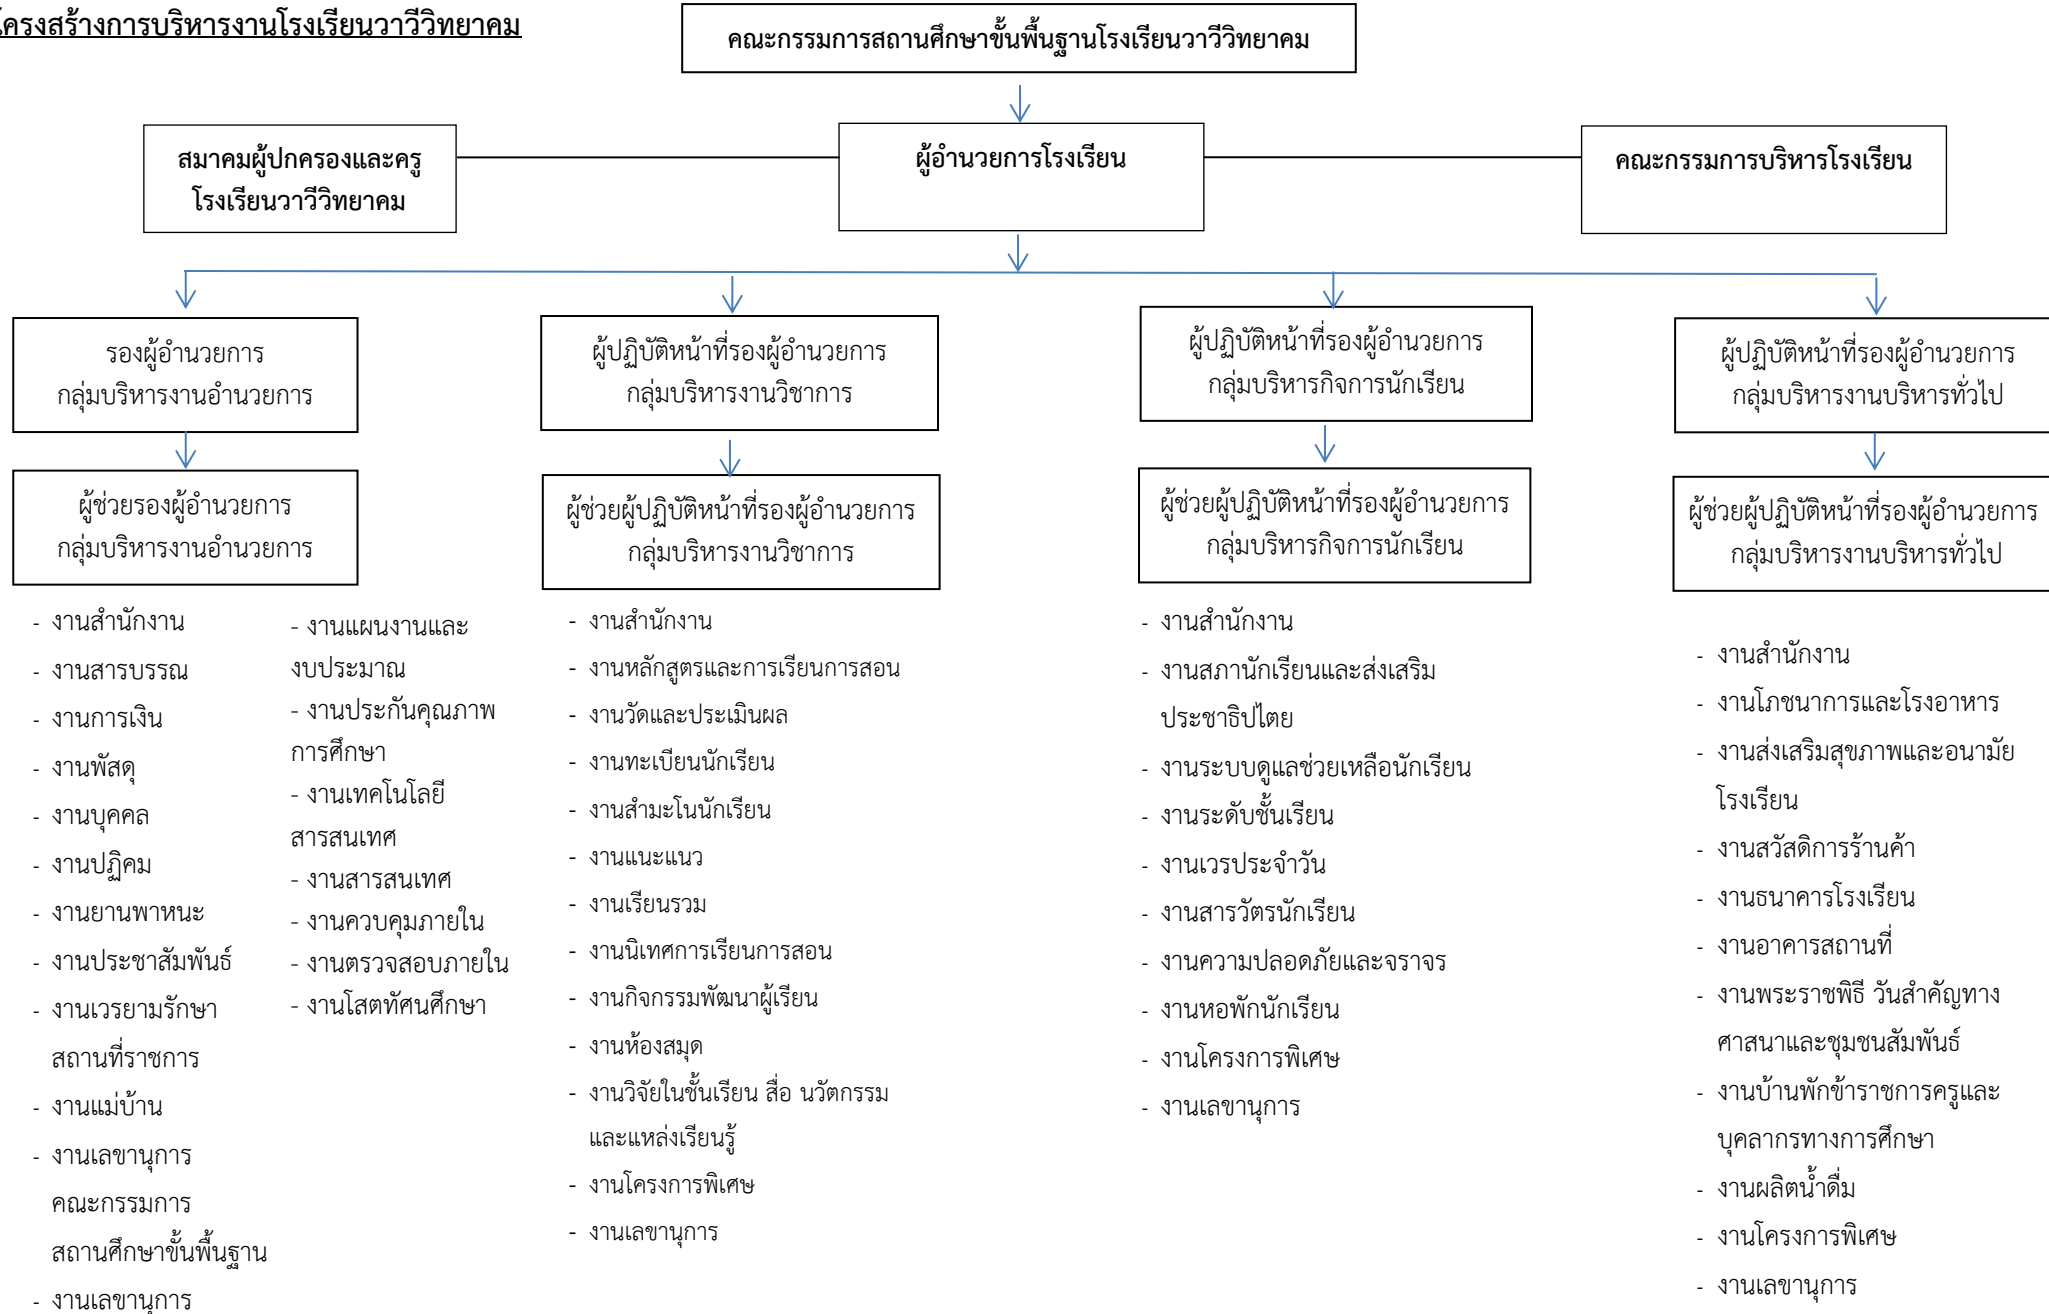 โครงสร้างการบริหารงานโรงเรียนวาวีวิทยาคม
คณะกรรมการสถานศึกษาขั้นพื้นฐานโรงเรียนวาวีวิทยาคม
สมาคมผู้ปกครองและครู
โรงเรียนวาวีวิทยาคม
ผู้อำนวยการโรงเรียน
คณะกรรมการบริหารโรงเรียน
รองผู้อำนวยการ
กลุ่มบริหารงานอำนวยการ
ผู้ปฏิบัติหน้าที่รองผู้อำนวยการ
กลุ่มบริหารงานวิชาการ
ผู้ปฏิบัติหน้าที่รองผู้อำนวยการ
กลุ่มบริหารกิจการนักเรียน
ผู้ปฏิบัติหน้าที่รองผู้อำนวยการ
กลุ่มบริหารงานบริหารทั่วไป
ผู้ช่วยรองผู้อำนวยการ
กลุ่มบริหารงานอำนวยการ
ผู้ช่วยผู้ปฏิบัติหน้าที่รองผู้อำนวยการ
กลุ่มบริหารงานวิชาการ
ผู้ช่วยผู้ปฏิบัติหน้าที่รองผู้อำนวยการ
กลุ่มบริหารกิจการนักเรียน
ผู้ช่วยผู้ปฏิบัติหน้าที่รองผู้อำนวยการ
กลุ่มบริหารงานบริหารทั่วไป
- งานสำนักงาน
- งานสารบรรณ
- งานการเงิน
- งานพัสดุ
- งานบุคคล
- งานปฏิคม
- งานยานพาหนะ
- งานประชาสัมพันธ์
- งานเวรยามรักษา
สถานที่ราชการ
- งานแม่บ้าน
- งานเลขานุการ
คณะกรรมการ
สถานศึกษาขั้นพื้นฐาน
- งานเลขานุการ
- งานแผนงานและ
งบประมาณ
- งานประกันคุณภาพ
การศึกษา
- งานเทคโนโลยี
สารสนเทศ
- งานสารสนเทศ
- งานควบคุมภายใน
- งานตรวจสอบภายใน
- งานโสตทัศนศึกษา
- งานสำนักงาน
- งานหลักสูตรและการเรียนการสอน
- งานวัดและประเมินผล
- งานทะเบียนนักเรียน
- งานสำมะโนนักเรียน
- งานแนะแนว
- งานเรียนรวม
- งานนิเทศการเรียนการสอน
- งานกิจกรรมพัฒนาผู้เรียน
- งานห้องสมุด
- งานวิจัยในชั้นเรียน สื่อ นวัตกรรม
และแหล่งเรียนรู้
- งานโครงการพิเศษ
- งานเลขานุการ
- งานสำนักงาน
- งานสภานักเรียนและส่งเสริม
ประชาธิปไตย
- งานระบบดูแลช่วยเหลือนักเรียน
- งานระดับชั้นเรียน
- งานเวรประจำวัน
- งานสารวัตรนักเรียน
- งานความปลอดภัยและจราจร
- งานหอพักนักเรียน
- งานโครงการพิเศษ
- งานเลขานุการ
- งานสำนักงาน
- งานโภชนาการและโรงอาหาร
- งานส่งเสริมสุขภาพและอนามัย
โรงเรียน
- งานสวัสดิการร้านค้า
- งานธนาคารโรงเรียน
- งานอาคารสถานที่
- งานพระราชพิธี วันสำคัญทาง
ศาสนาและชุมชนสัมพันธ์
- งานบ้านพักข้าราชการครูและ
บุคลากรทางการศึกษา
- งานผลิตน้ำดื่ม
- งานโครงการพิเศษ
- งานเลขานุการ